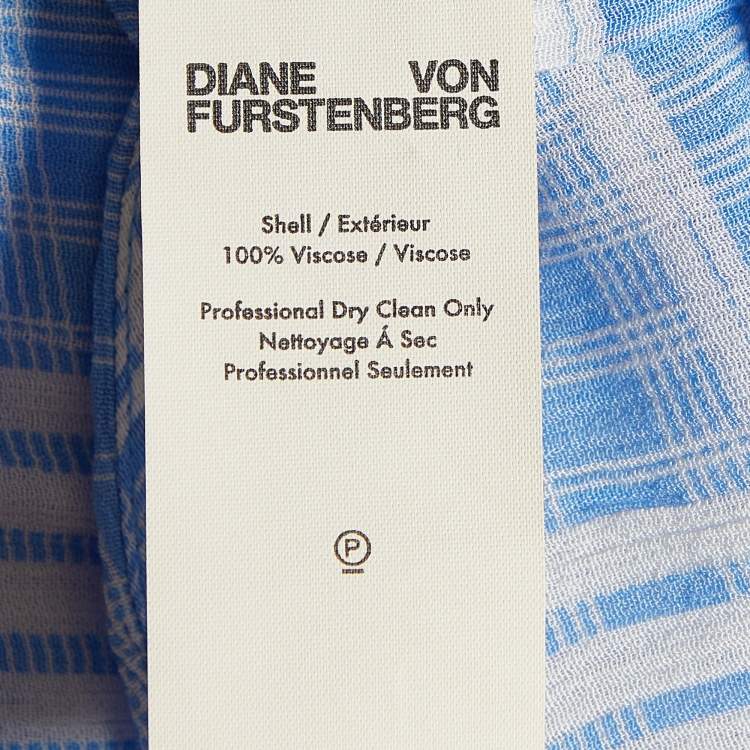 DIANE VON
FURSTENBERG
Shell / Extérieur
100% Viscose / Viscose
Professional Dry Clean Only
Nettoyage Á Sec
Professionnel Seulement
P